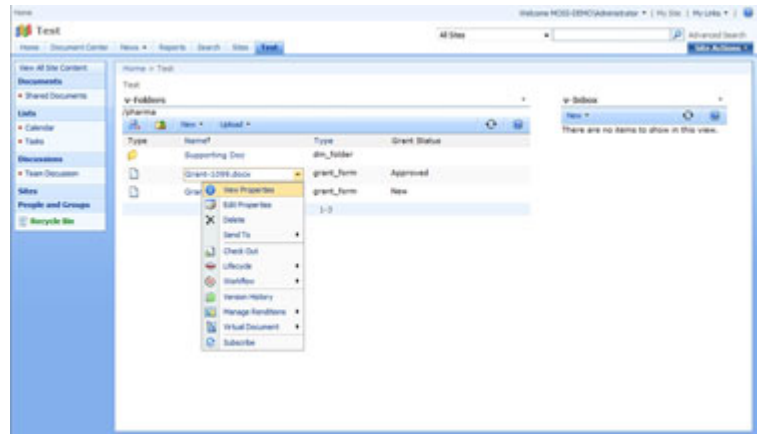 Home
Welcome MOSS-DEMO\Administrator | My Site | My Links
Test
All Sites
Advanced Search
Home Document Center News Reports Search Sites Test
Site Actions
View All Site Content
Documents
Shared Documents
Lists
Calendar
Tasks
Discussions
Team Discussion
Sites
People and Groups
Recycle Bin
Home > Test
Test
v-Folders
/pharma
New Upload
Type Name Type Grant Status
Supporting Doc dm_folder
Grant-1099.docx grant_form Approved
Gra grant_form New
1-3
View Properties
Edit Properties
Delete
Send To
Check Out
Lifecycle
Workflow
Version History
Manage Renditions
Virtual Document
Subscribe
v-Inbox
New
There are no items to show in this view.